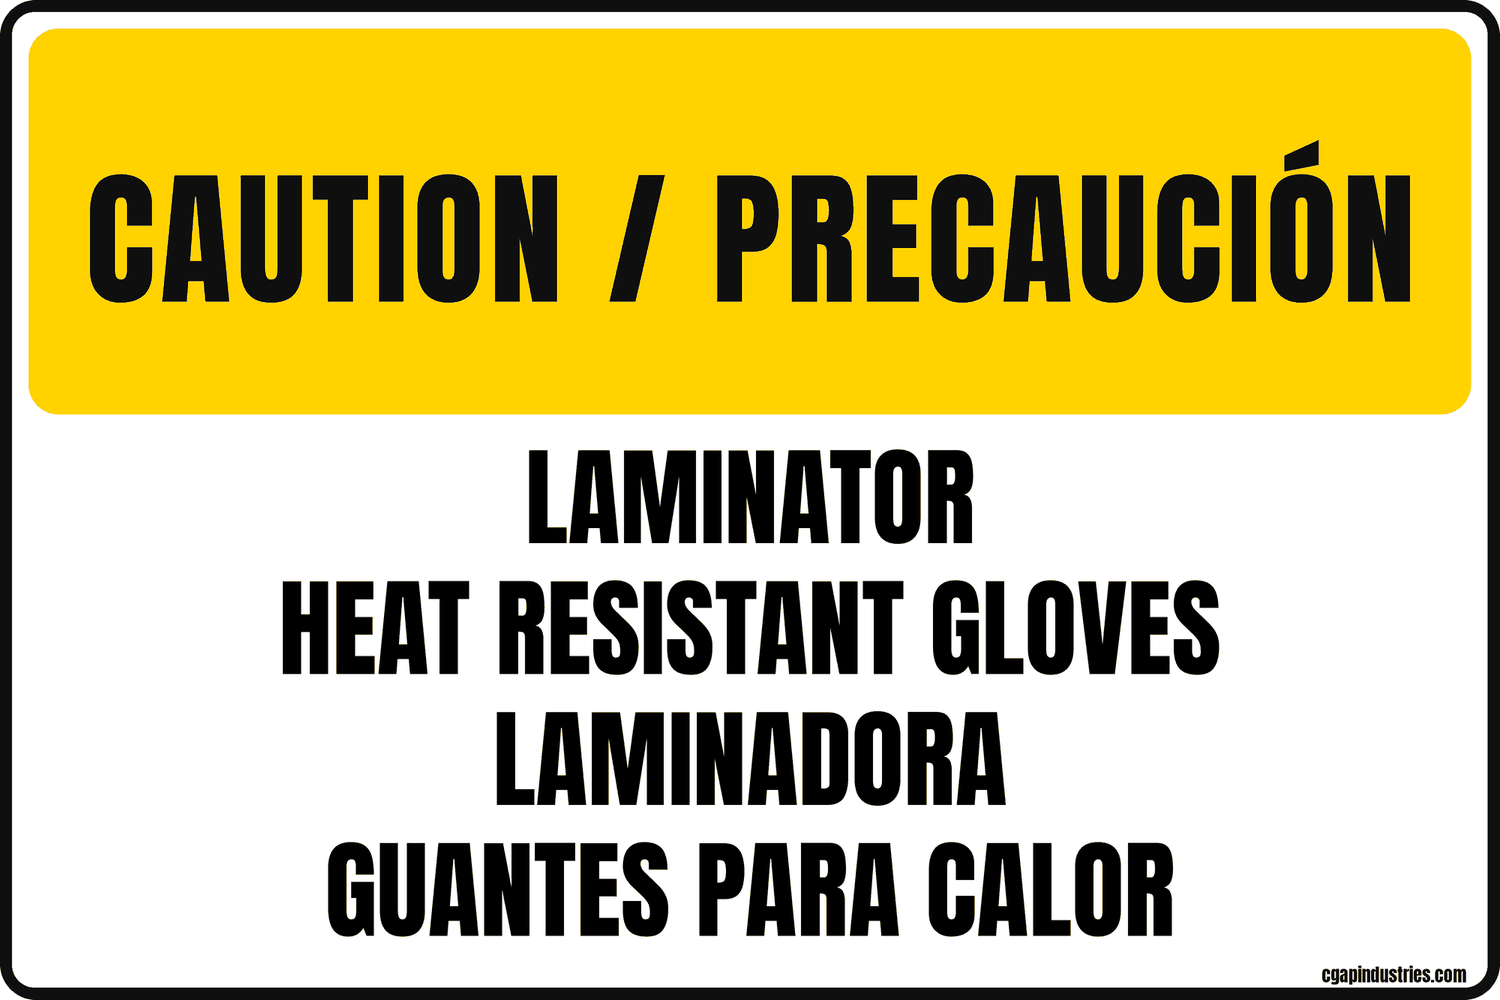 CAUTION / PRECAUCIÓN
LAMINATOR
HEAT RESISTANT GLOVES
LAMINADORA
GUANTES PARA CALOR
cgapindustries.com